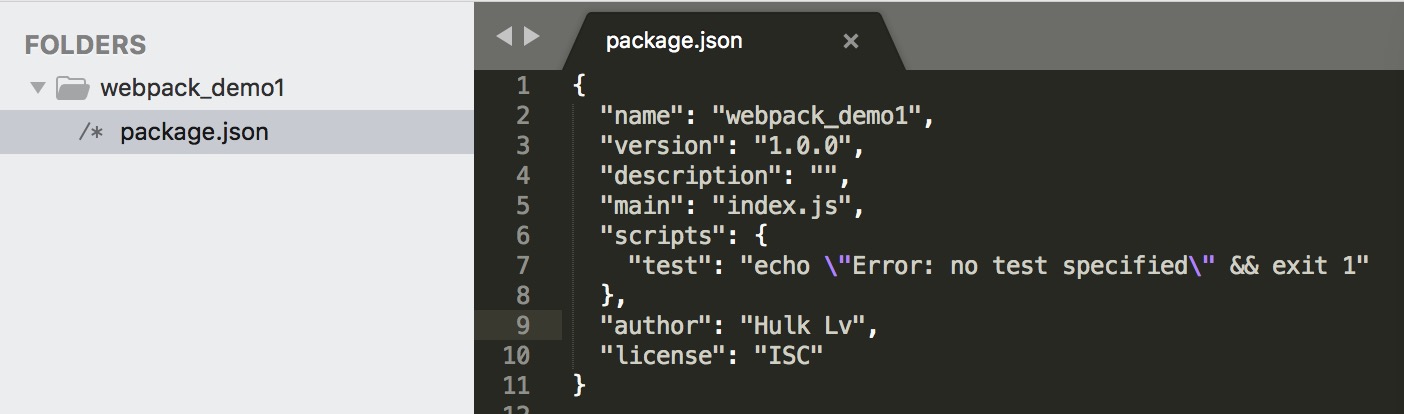 FOLDERS
webpack_demo1
/* package.json
package.json ×
1 {
2 "name": "webpack_demo1",
3 "version": "1.0.0",
4 "description": "",
5 "main": "index.js",
6 "scripts": {
7 "test": "echo \"Error: no test specified\" && exit 1"
8 },
9 "author": "Hulk Lv",
10 "license": "ISC"
11 }
12